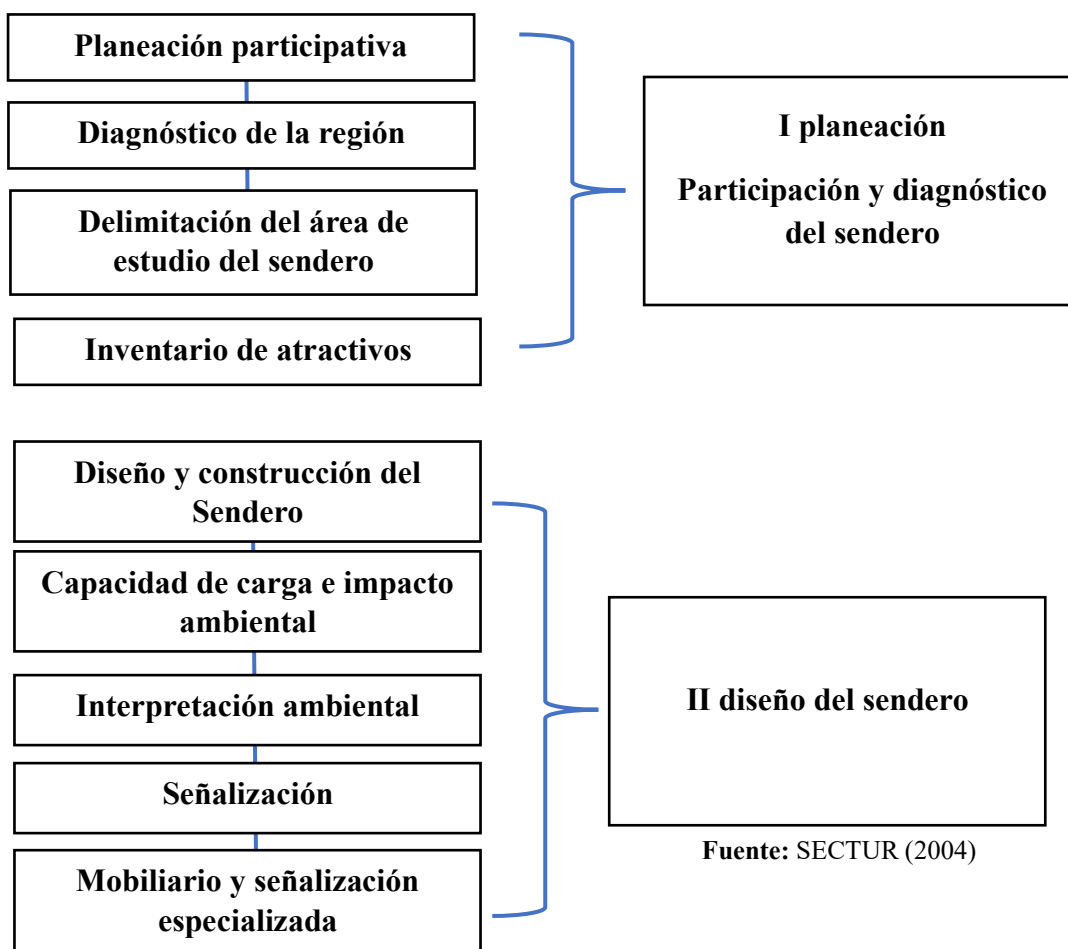 Planeación participativa
Diagnóstico de la región
Delimitación del área de
estudio del sendero
Inventario de atractivos
I planeación
Participación y diagnóstico
del sendero
Diseño y construcción del
Sendero
Capacidad de carga e impacto
ambiental
Interpretación ambiental
Señalización
Mobiliario y señalización
especializada
II diseño del sendero
Fuente: SECTUR (2004)